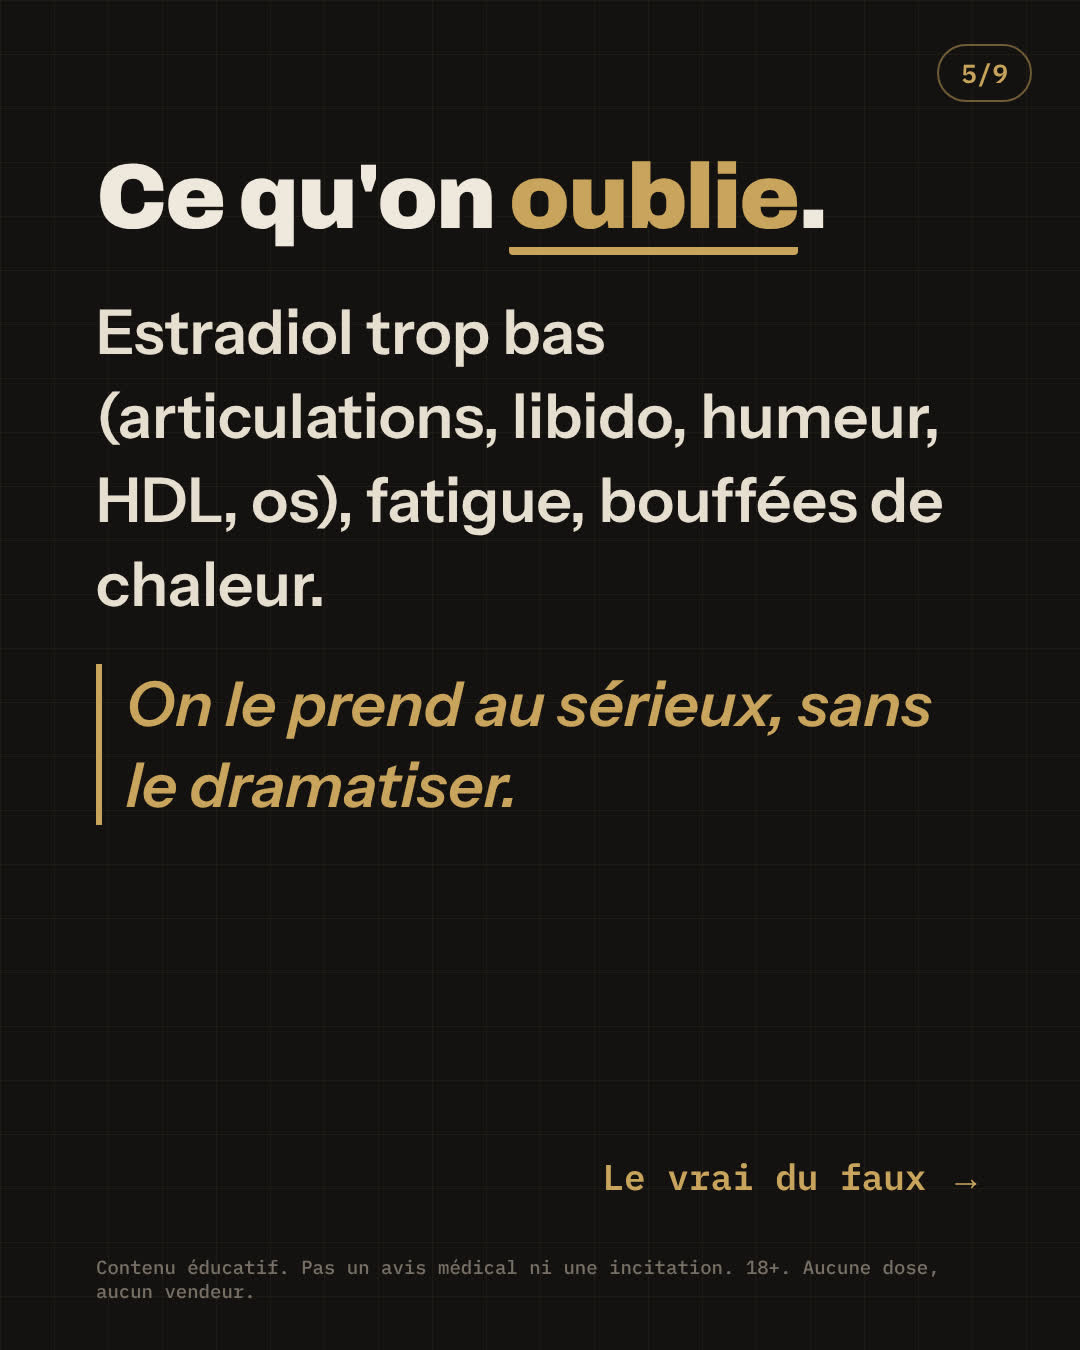 5/9
Ce qu'on oublie.
Estradiol trop bas
(articulations, libido, humeur,
HDL, os), fatigue, bouffées de
chaleur.
On le prend au sérieux, sans
le dramatiser.
Le vrai du faux →
Contenu éducatif. Pas un avis médical ni une incitation. 18+. Aucune dose,
aucun vendeur.